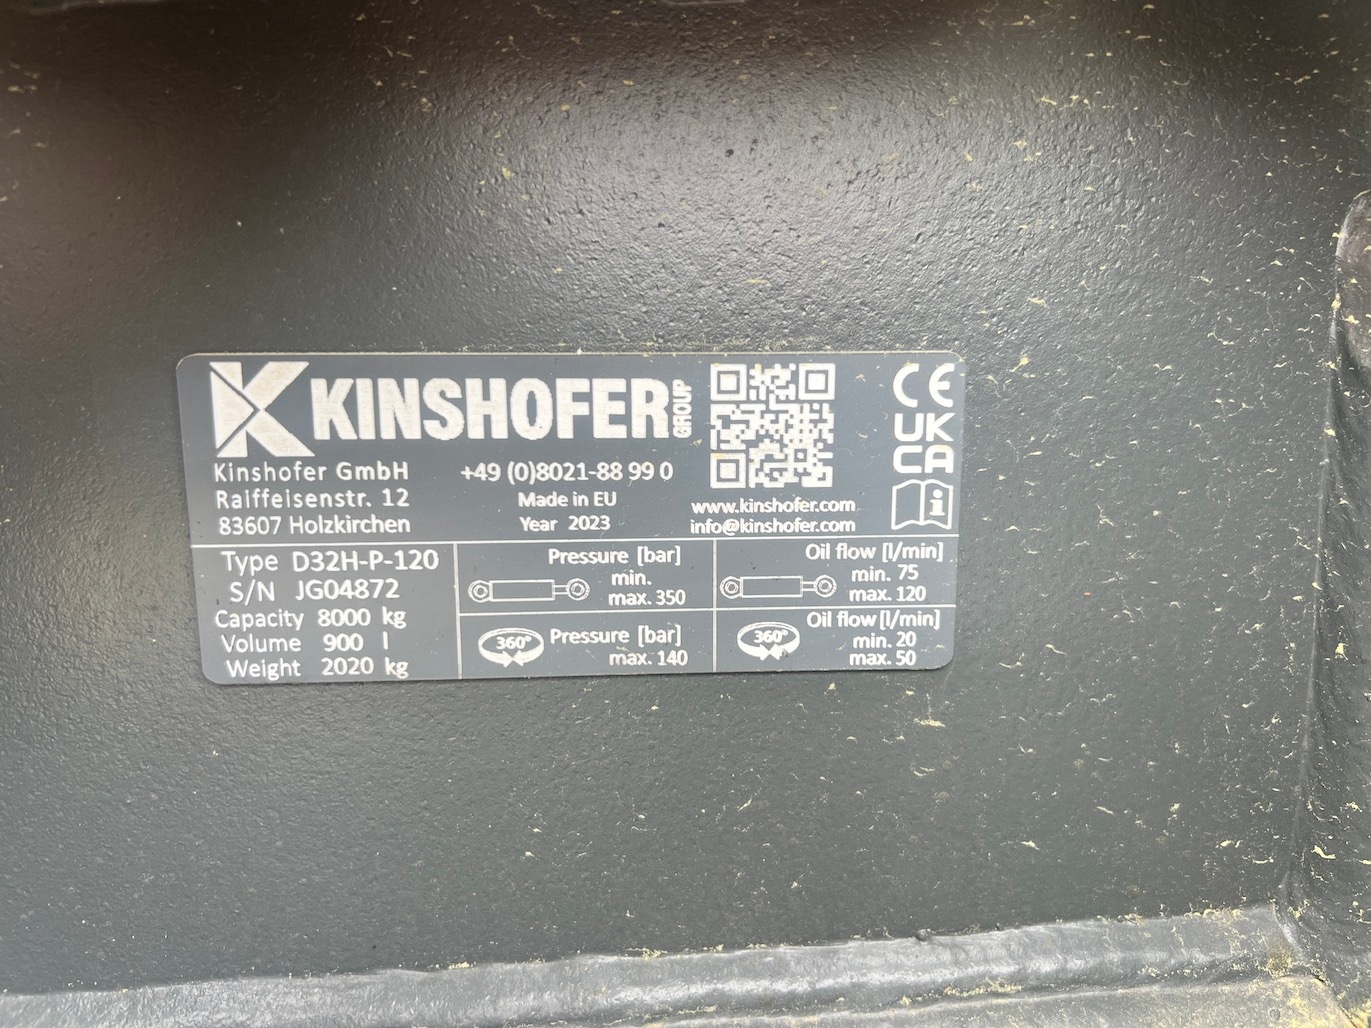 KINSHOFER GROUP
Kinshofer GmbH
Raiffeisenstr. 12
83607 Holzkirchen
+49 (0)8021-88 99 0
Made in EU
Year 2023
www.kinshofer.com
info@kinshofer.com
CE
UK
CA
i
Type D32H-P-120
S/N JG04872
Capacity 8000 kg
Volume 900 l
Weight 2020 kg
Pressure [bar]
min.
max. 350
Oil flow [l/min]
min. 75
max. 120
360°
Pressure [bar]
max. 140
360°
Oil flow [l/min]
min. 20
max. 50